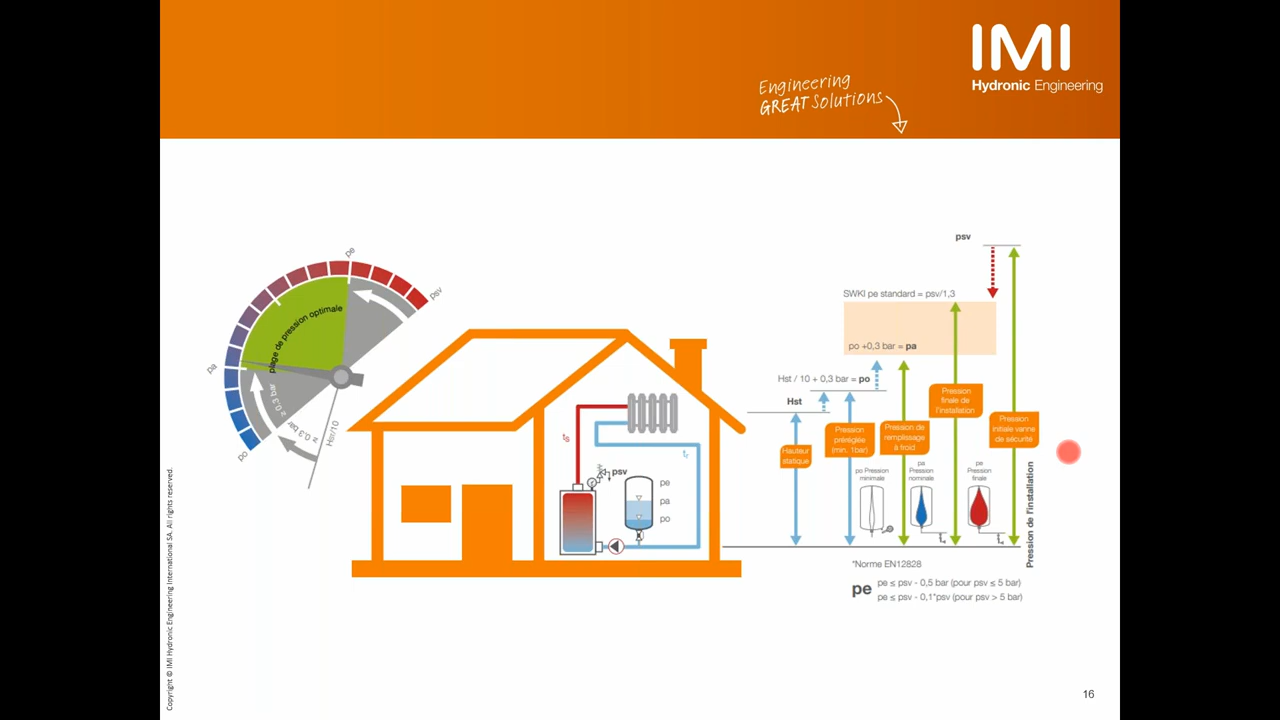 IMI
Hydronic Engineering
Engineering
GREAT Solutions
pe
psv
plage de pression optimale
pa
≥ 0,3 bar
≥ 0,3 bar
Hst/10
po
ts
tr
psv
pe
pa
po
psv
SWKI pe standard = psv/1,3
po +0,3 bar = pa
Hst / 10 + 0,3 bar = po
Hst
Hauteur
statique
Pression
préréglée
(min. 1bar)
Pression de
remplissage
à froid
Pression
finale de
l'installation
Pression
initiale vanne
de sécurité
po Pression
minimale
pa
Pression
nominale
pe
Pression
finale
Pression de l'installation
*Norme EN12828
pe
pe ≤ psv - 0,5 bar (pour psv ≤ 5 bar)
pe ≤ psv - 0,1*psv (pour psv > 5 bar)
Copyright © IMI Hydronic Engineering International SA. All rights reserved.
16